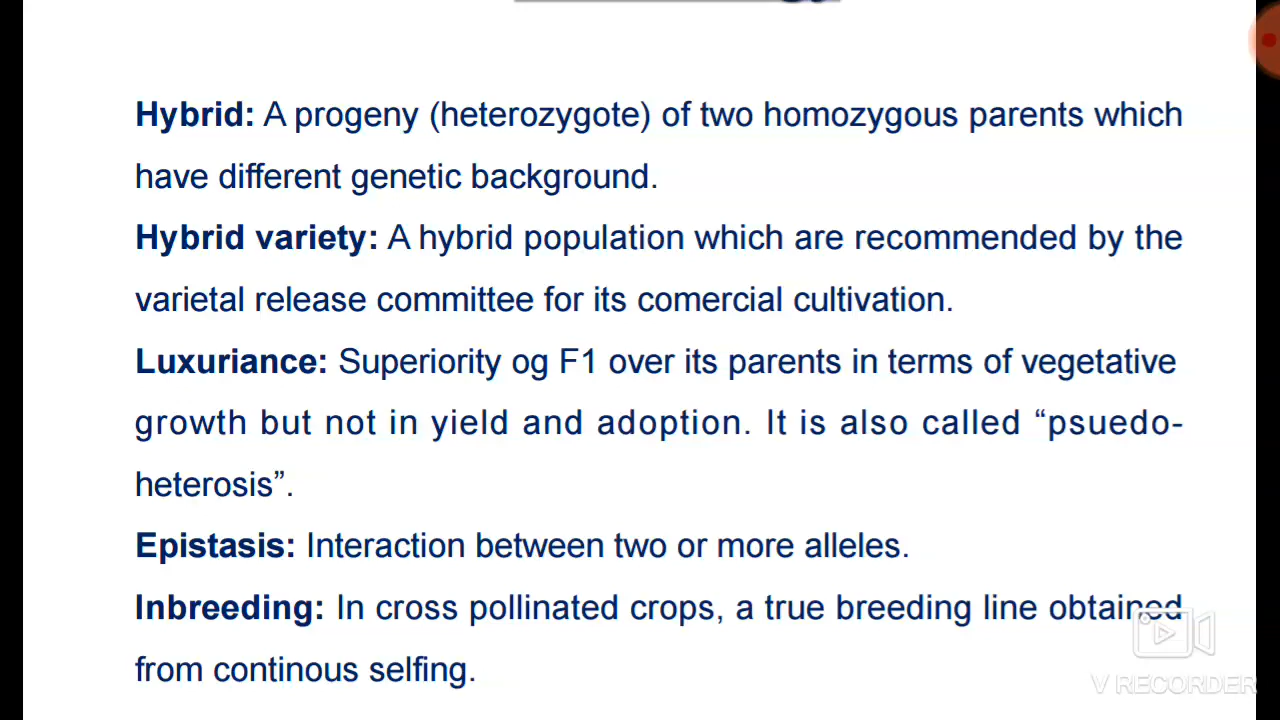 Hybrid: A progeny (heterozygote) of two homozygous parents which
have different genetic background.
Hybrid variety: A hybrid population which are recommended by the
varietal release committee for its comercial cultivation.
Luxuriance: Superiority og F1 over its parents in terms of vegetative
growth but not in yield and adoption. It is also called “psuedo-
heterosis”.
Epistasis: Interaction between two or more alleles.
Inbreeding: In cross pollinated crops, a true breeding line obtained
from continous selfing.
V RECORDER